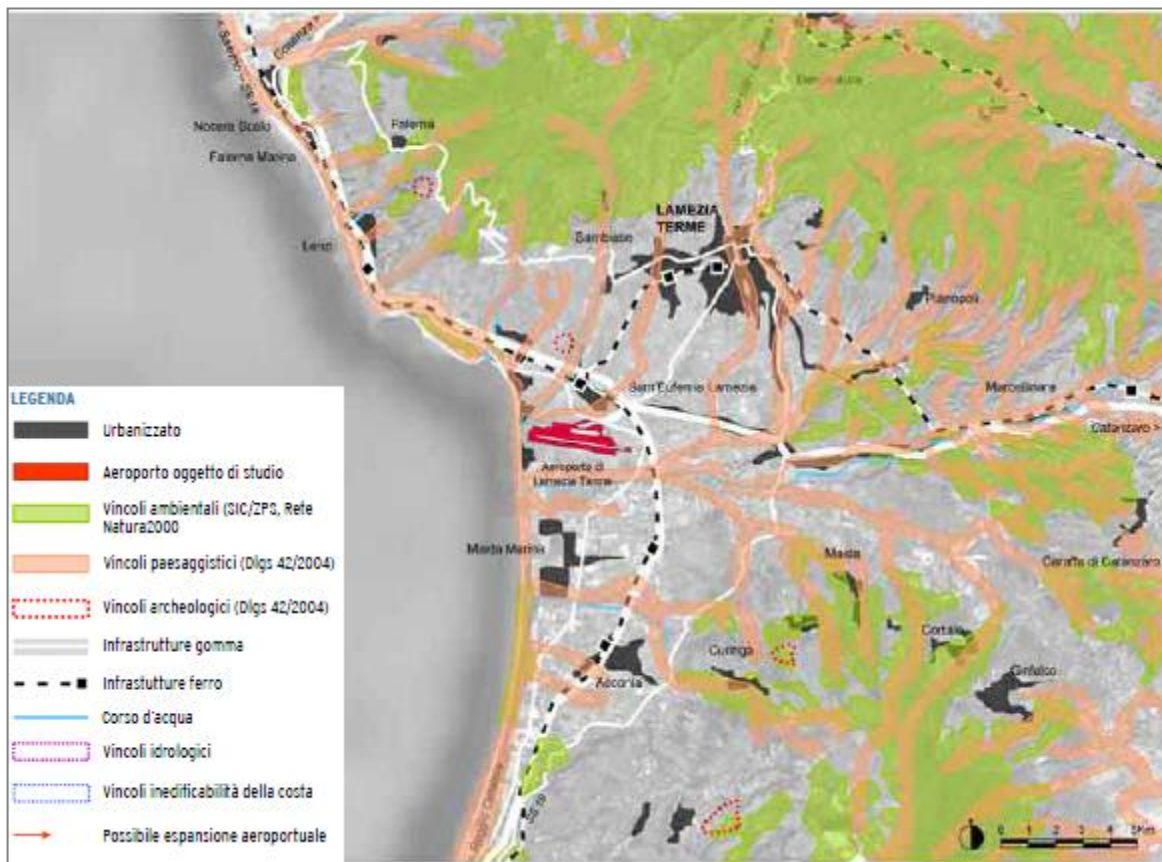 Cosenza >
Nocera Scalo
Falerna
Falerna Marina
LAMEZIA
TERME
Sambiase
Pianopoli
Sant'Eufemia Lamezia
Marcellinara
Catanzaro >
Aeroporto di
Lamezia Terme
Maida Marina
Maida
Caraffa di Catanzaro
Cortale
Curinga
Acconia
Girifalco
LEGENDA
Urbanizzato
Aeroporto oggetto di studio
Vincoli ambientali (SIC/ZPS, Rete
Natura2000
Vincoli paesaggistici (Dlgs 42/2004)
Vincoli archeologici (Dlgs 42/2004)
Infrastrutture gomma
Infrastutture ferro
Corso d'acqua
Vincoli idrologici
Vincoli inedificabilità della costa
Possibile espansione aeroportuale
0 1 2 3 4 5Km